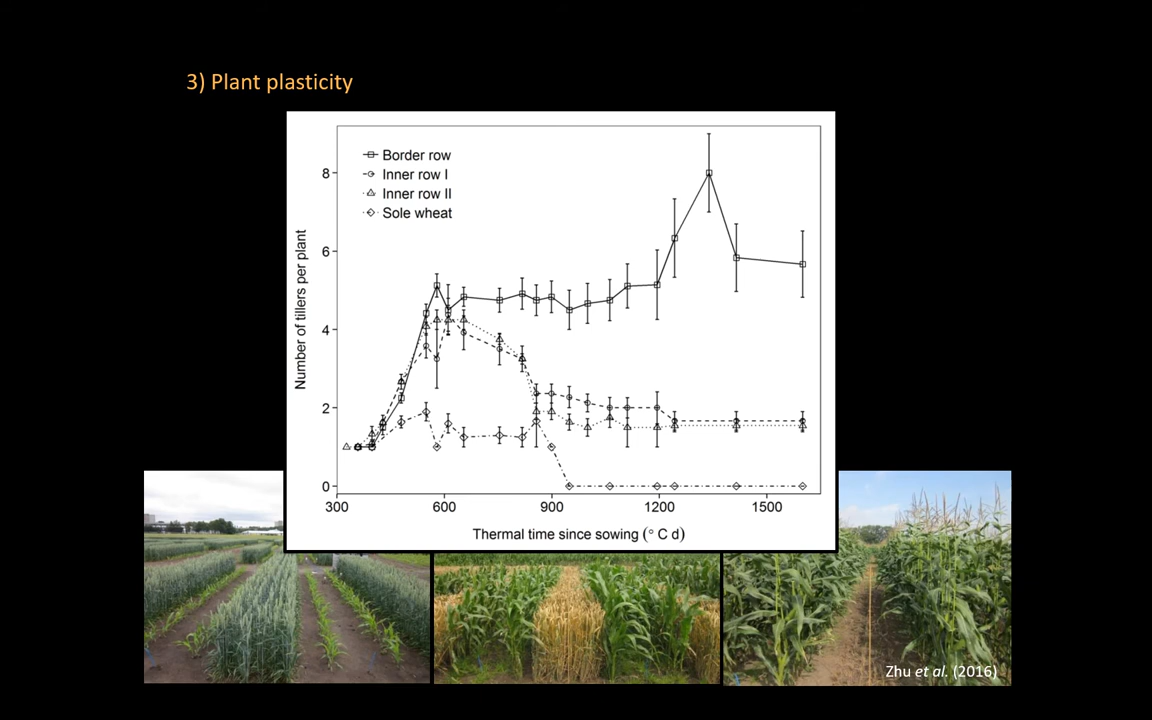 3) Plant plasticity
Border row
Inner row I
Inner row II
Sole wheat
Number of tillers per plant
8
6
4
2
0
300 600 900 1200 1500
Thermal time since sowing (° C d)
Zhu et al. (2016)